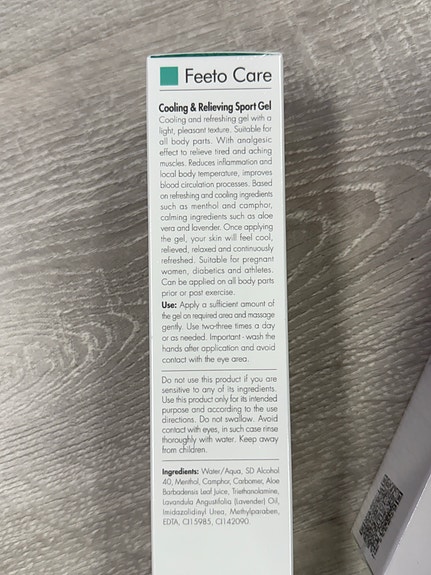 Feeto Care
Cooling & Relieving Sport Gel
Cooling and refreshing gel with a
light, pleasant texture. Suitable for
all body parts. With analgesic
effect to relieve tired and aching
muscles. Reduces inflammation and
local body temperature, improves
blood circulation processes. Based
on refreshing and cooling ingredients
such as menthol and camphor,
calming ingredients such as aloe
vera and lavender. Once applying
the gel, your skin will feel cool,
relieved, relaxed and continuously
refreshed. Suitable for pregnant
women, diabetics and athletes.
Can be applied on all body parts
prior or post exercise.
Use: Apply a sufficient amount of
the gel on required area and massage
gently. Use two-three times a day
or as needed. Important - wash the
hands after application and avoid
contact with the eye area.
Do not use this product if you are
sensitive to any of its ingredients.
Use this product only for its intended
purpose and according to the use
directions. Do not swallow. Avoid
contact with eyes, in such case rinse
thoroughly with water. Keep away
from children.
Ingredients: Water/Aqua, SD Alcohol
40, Menthol, Camphor, Carbomer, Aloe
Barbadensis Leaf Juice, Triethanolamine,
Lavandula Angustifolia (Lavender) Oil,
Imidazolidinyl Urea, Methylparaben,
EDTA, CI15985, CI42090.